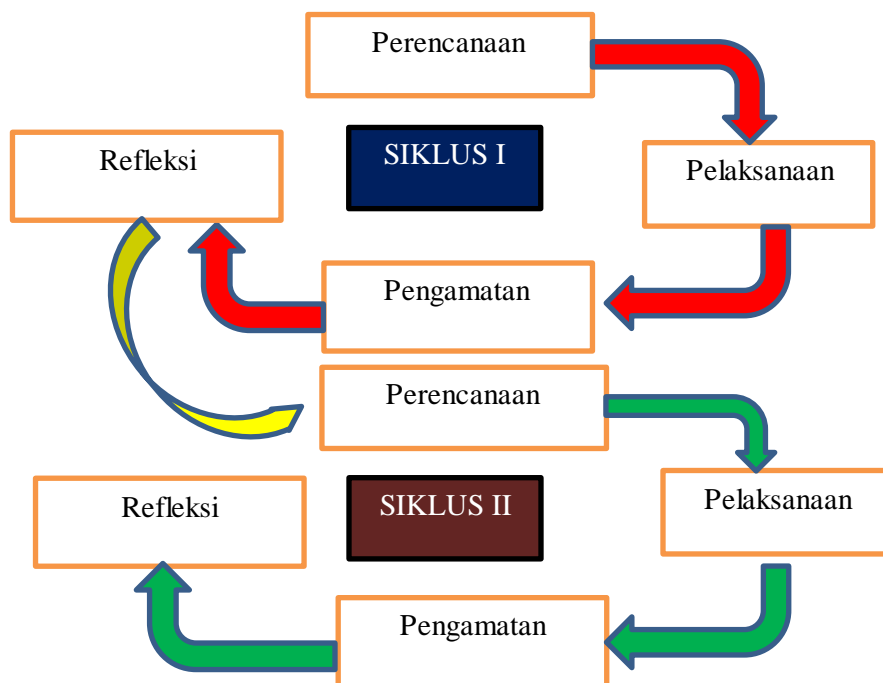 Perencanaan
Refleksi
SIKLUS I
Pelaksanaan
Pengamatan
Perencanaan
Refleksi
SIKLUS II
Pelaksanaan
Pengamatan